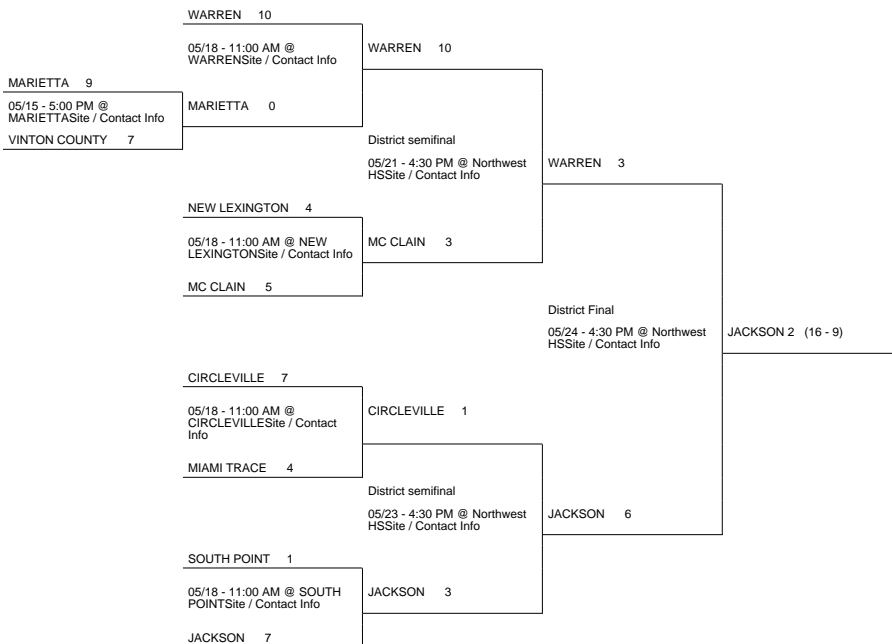 WARREN 10
05/18 - 11:00 AM @
WARRENSite / Contact Info
WARREN 10
MARIETTA 9
05/15 - 5:00 PM @
MARIETTASite / Contact Info
MARIETTA 0
VINTON COUNTY 7
District semifinal
05/21 - 4:30 PM @ Northwest
HSSite / Contact Info
WARREN 3
NEW LEXINGTON 4
05/18 - 11:00 AM @ NEW
LEXINGTONSite / Contact Info
MC CLAIN 3
MC CLAIN 5
District Final
05/24 - 4:30 PM @ Northwest
HSSite / Contact Info
JACKSON 2 (16 - 9)
CIRCLEVILLE 7
05/18 - 11:00 AM @
CIRCLEVILLESite / Contact
Info
CIRCLEVILLE 1
MIAMI TRACE 4
District semifinal
05/23 - 4:30 PM @ Northwest
HSSite / Contact Info
JACKSON 6
SOUTH POINT 1
05/18 - 11:00 AM @ SOUTH
POINTSite / Contact Info
JACKSON 3
JACKSON 7